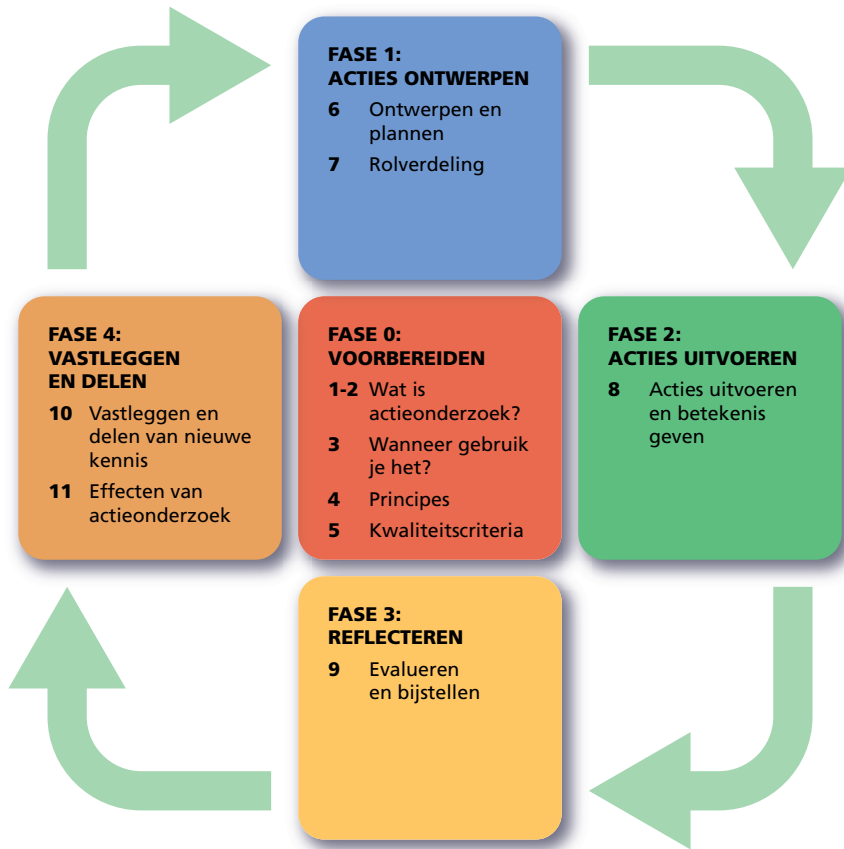 FASE 1:
ACTIES ONTWERPEN
6 Ontwerpen en
plannen
7 Rolverdeling
FASE 4:
VASTLEGGEN
EN DELEN
10 Vastleggen en
delen van nieuwe
kennis
11 Effecten van
actieonderzoek
FASE 0:
VOORBEREIDEN
1-2 Wat is
actieonderzoek?
3 Wanneer gebruik
je het?
4 Principes
5 Kwaliteitscriteria
FASE 2:
ACTIES UITVOEREN
8 Acties uitvoeren
en betekenis
geven
FASE 3:
REFLECTEREN
9 Evalueren
en bijstellen